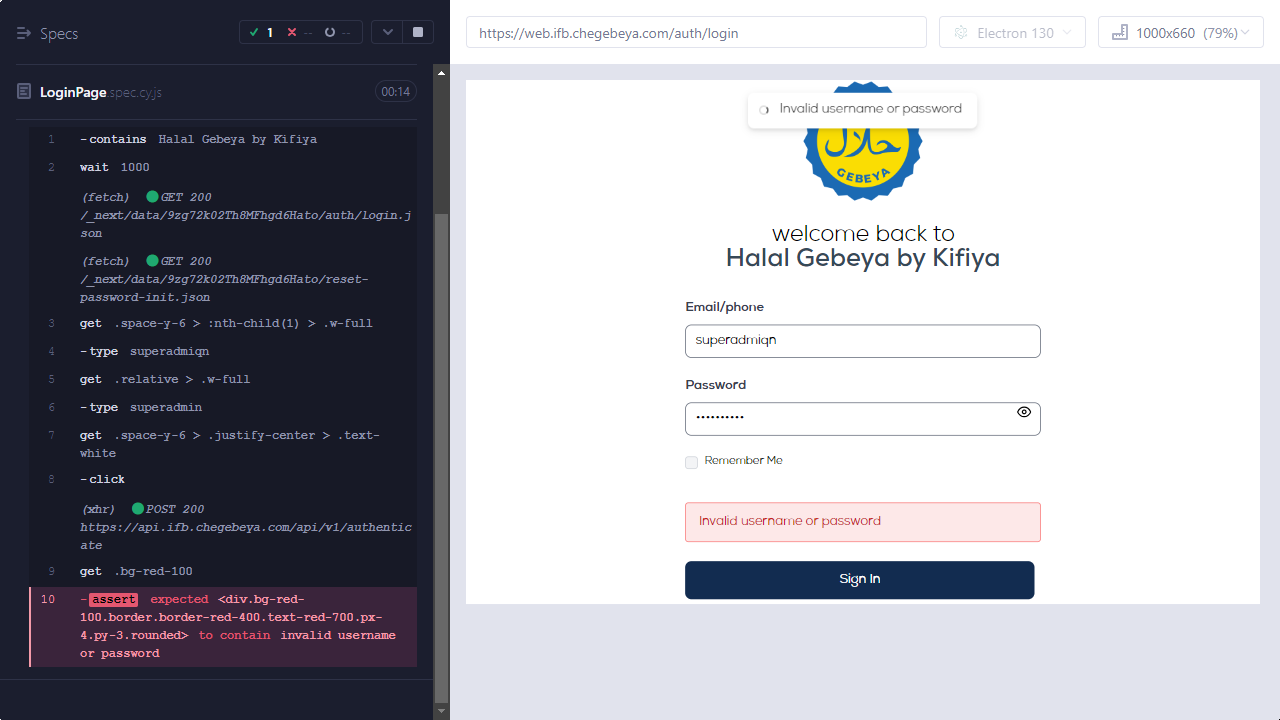 Specs
1
--
--
LoginPage.spec.cy.js
00:14
1 -contains Halal Gebeya by Kifiya
2 wait 1000
(fetch) GET 200
/_next/data/9zg72k02Th8MFhgd6Hato/auth/login.j
son
(fetch) GET 200
/_next/data/9zg72k02Th8MFhgd6Hato/reset-
password-init.json
3 get .space-y-6 > :nth-child(1) > .w-full
4 -type superadmiqn
5 get .relative > .w-full
6 -type superadmin
7 get .space-y-6 > .justify-center > .text-
white
8 -click
(xhr) POST 200
https://api.ifb.chegebeya.com/api/v1/authentic
ate
9 get .bg-red-100
10 -assert expected <div.bg-red-
100.border.border-red-400.text-red-700.px-
4.py-3.rounded> to contain invalid username
or password
https://web.ifb.chegebeya.com/auth/login
Electron 130
1000x660 (79%)
Invalid username or password
حلال
GEBEYA
welcome back to
Halal Gebeya by Kifiya
Email/phone
superadmiqn
Password
••••••••••
Remember Me
Invalid username or password
Sign In